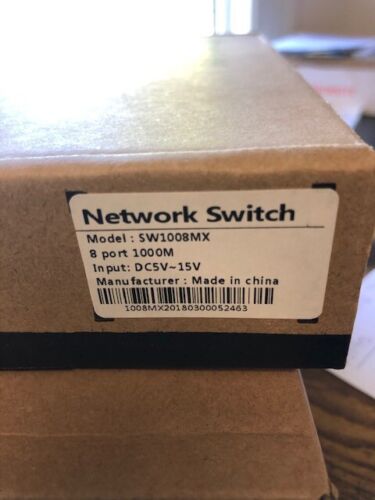 Network Switch
Model : SW1008MX
8 port 1000M
Input: DC5V~15V
Manufacturer : Made in china
1008MX20180300052463